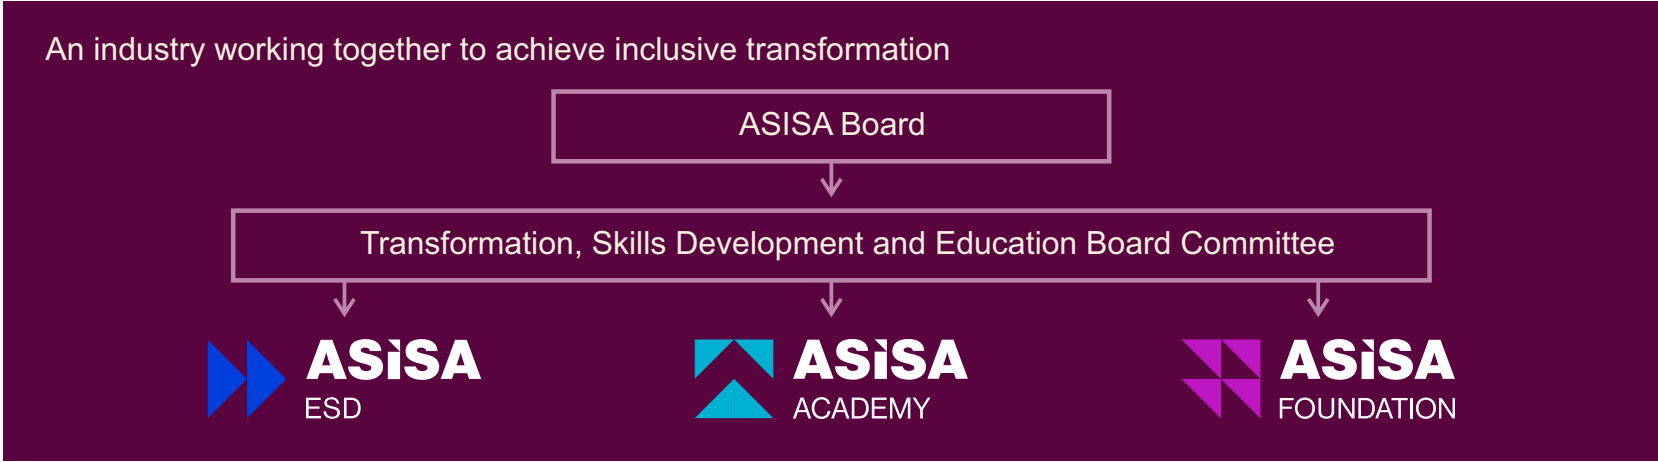 An industry working together to achieve inclusive transformation
ASISA Board
Transformation, Skills Development and Education Board Committee
ASiSA
ESD
ASiSA
ACADEMY
ASiSA
FOUNDATION